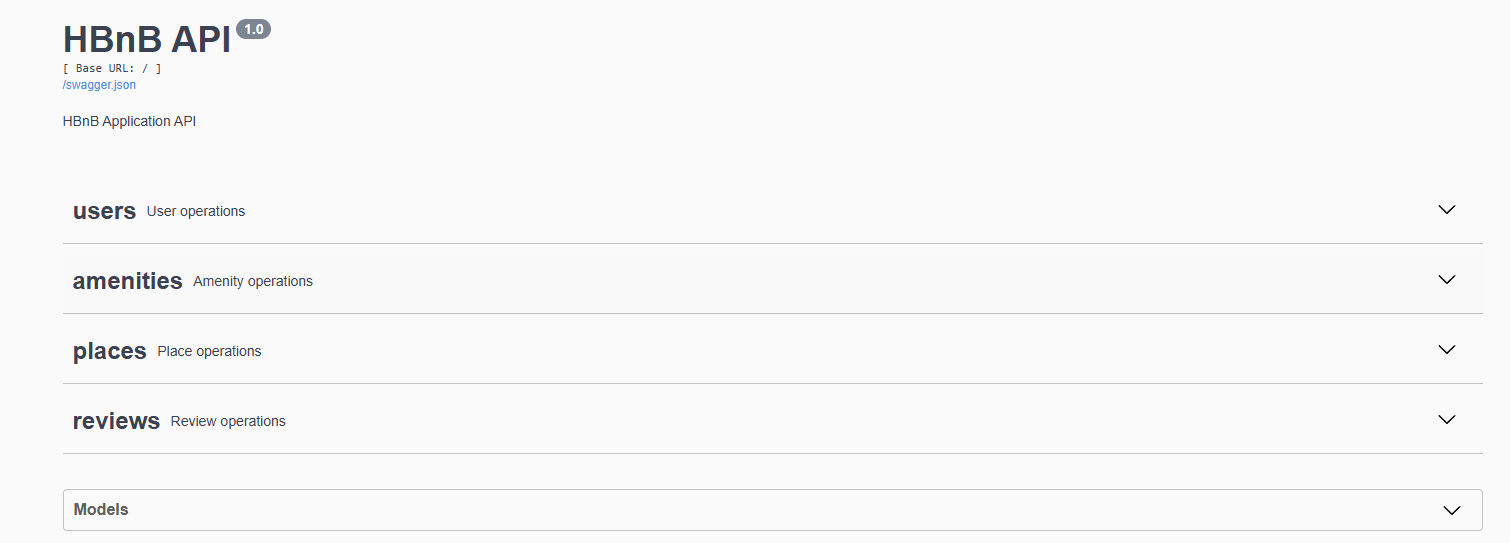 HBnB API 1.0
[ Base URL: / ]
/swagger.json
HBnB Application API
users User operations
amenities Amenity operations
places Place operations
reviews Review operations
Models